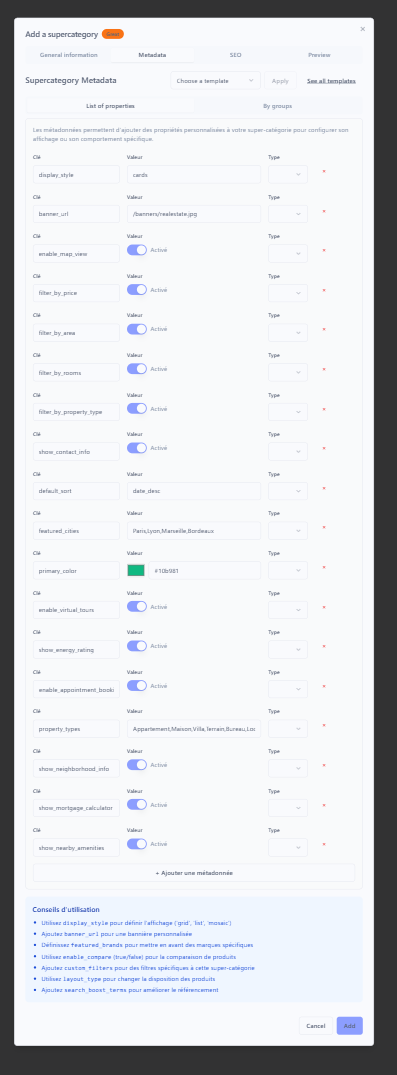 Add a supercategory
×
General information Metadata SEO Preview
Supercategory Metadata Choose a template Apply See all templates
List of properties By groups
Les métadonnées permettent d'ajouter des propriétés personnalisées à votre super-catégorie pour configurer son
affichage ou son comportement spécifique.
Clé Valeur Type
display_style cards ×
Clé Valeur Type
banner_url /banners/realestate.jpg ×
Clé Valeur Type
enable_map_view Activé ×
Clé Valeur Type
filter_by_price Activé ×
Clé Valeur Type
filter_by_area Activé ×
Clé Valeur Type
filter_by_rooms Activé ×
Clé Valeur Type
filter_by_property_type Activé ×
Clé Valeur Type
show_contact_info Activé ×
Clé Valeur Type
default_sort date_desc ×
Clé Valeur Type
featured_cities Paris,Lyon,Marseille,Bordeaux ×
Clé Valeur Type
primary_color #10b981 ×
Clé Valeur Type
enable_virtual_tours Activé ×
Clé Valeur Type
show_energy_rating Activé ×
Clé Valeur Type
enable_appointment_booki Activé ×
Clé Valeur Type
property_types Appartement,Maison,Villa,Terrain,Bureau,Loc ×
Clé Valeur Type
show_neighborhood_info Activé ×
Clé Valeur Type
show_mortgage_calculator Activé ×
Clé Valeur Type
show_nearby_amenities Activé ×
+ Ajouter une métadonnée
Conseils d'utilisation
• Utilisez display_style pour définir l'affichage ('grid', 'list', 'mosaic')
• Ajoutez banner_url pour une bannière personnalisée
• Définissez featured_brands pour mettre en avant des marques spécifiques
• Utilisez enable_compare (true/false) pour la comparaison de produits
• Ajoutez custom_filters pour des filtres spécifiques à cette super-catégorie
• Utilisez layout_type pour changer la disposition des produits
• Ajoutez search_boost_terms pour améliorer le référencement
Cancel Add